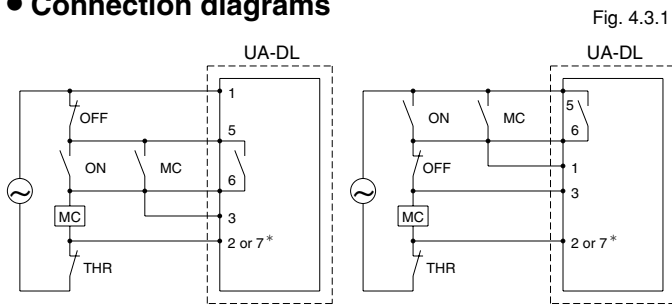 ● Connection diagrams
Fig. 4.3.1
UA-DL
1
OFF
5
ON
MC
6
MC
3
2 or 7*
THR
UA-DL
5
ON
MC
6
OFF
1
3
MC
2 or 7*
THR